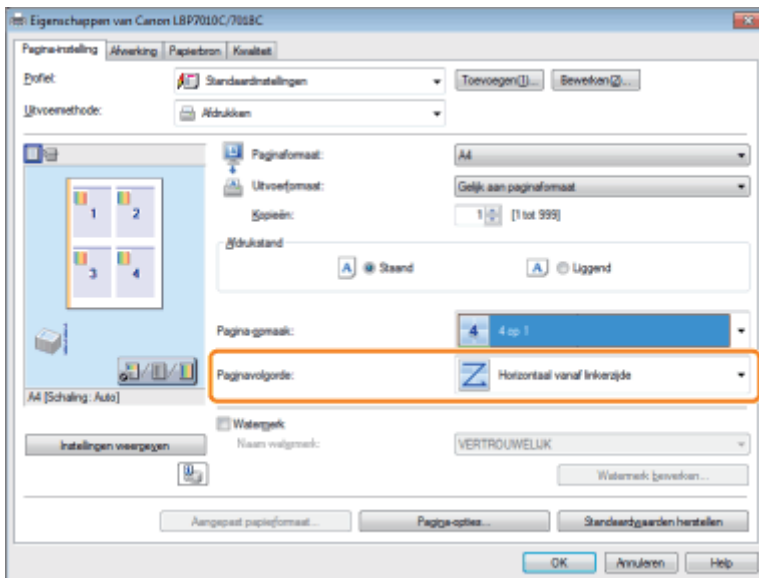 Eigenschappen van Canon LBP7010C/7018C
Pagina-instelling Afwerking Papierbron Kwaliteit
Profiel: Standaardinstellingen Toevoegen(1)... Bewerken(2)...
Uitvoermethode: Afdrukken
Paginaformaat: A4
Uitvoerformaat: Gelijk aan paginaformaat
Kopieën: 1 [1 tot 999]
Afdrukstand
A Staand A Liggend
1 2
3 4
Pagina-opmaak: 4 4 op 1
Paginavolgorde: Horizontaal vanaf linkerzijde
A4 [Schaling: Auto]
Watermerk
Naam watermerk: VERTROUWELIJK
Instellingen weergeven
Watermerk bewerken...
Aangepast papierformaat... Pagina-opties... Standaardwaarden herstellen
OK Annuleren Help